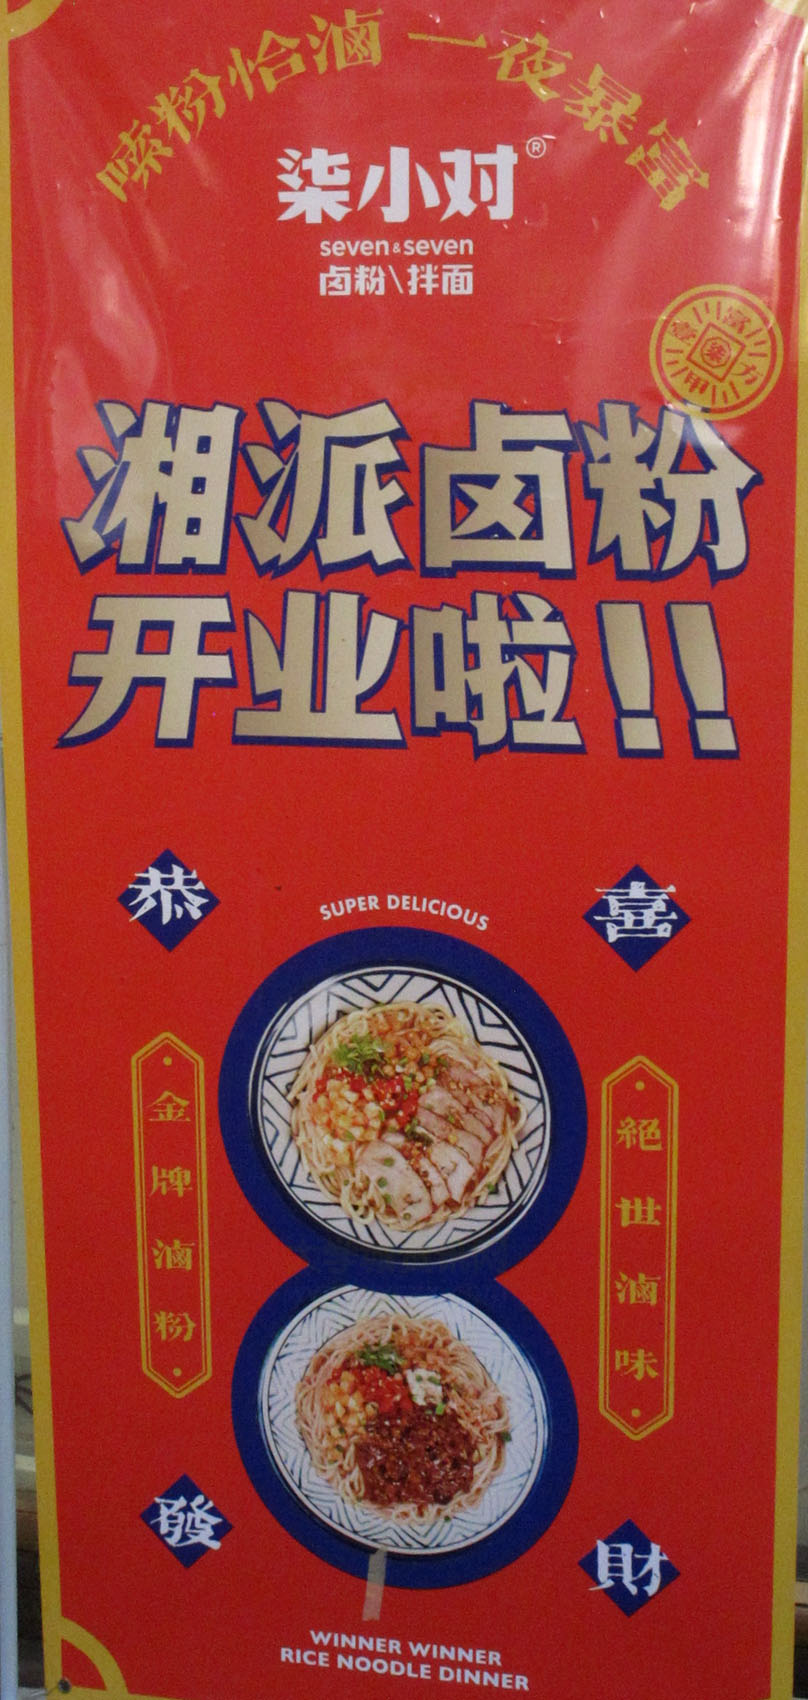 嗦粉恰滷 一夜暴富
柒小对®
seven&seven
卤粉\拌面
湘派卤粉
开业啦!!
恭喜
SUPER DELICIOUS
金牌滷粉
絕世滷味
發財
WINNER WINNER
RICE NOODLE DINNER